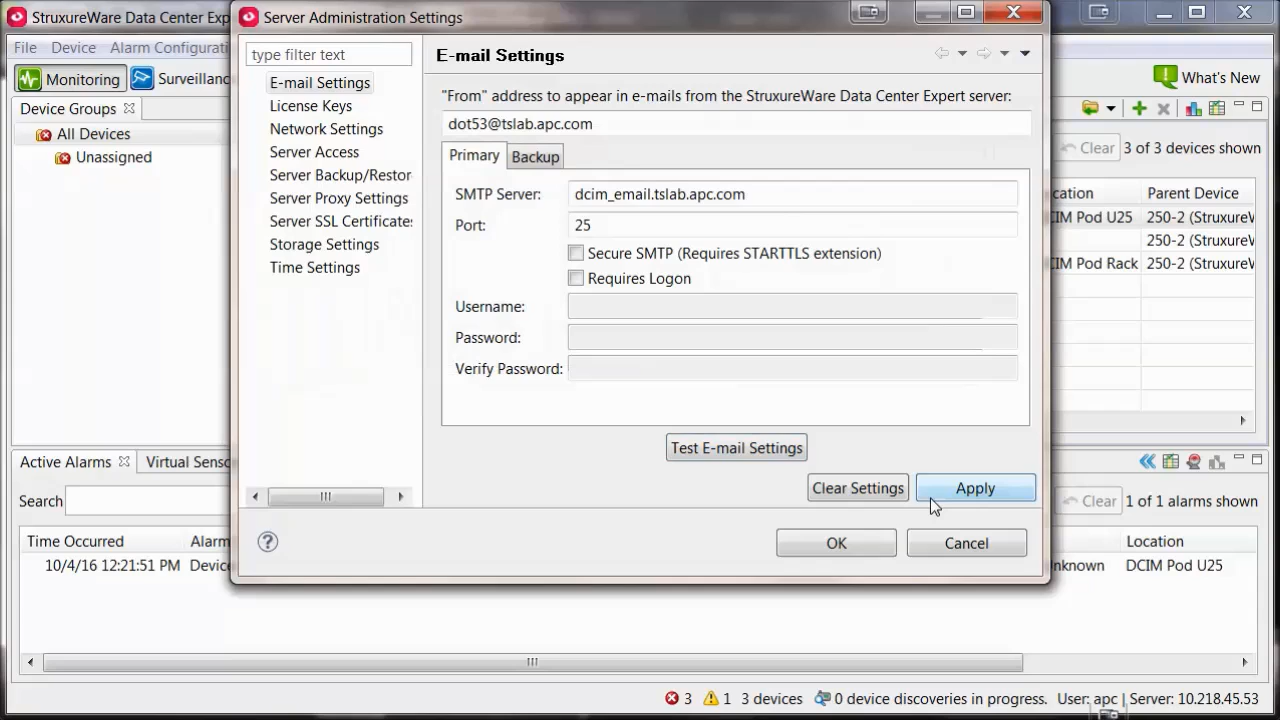 StruxureWare Data Center Exp
Server Administration Settings
File Device Alarm Configurati
Monitoring
Surveillanc
What's New
Device Groups
All Devices
Unassigned
type filter text
E-mail Settings
License Keys
Network Settings
Server Access
Server Backup/Restor
Server Proxy Settings
Server SSL Certificates
Storage Settings
Time Settings
E-mail Settings
"From" address to appear in e-mails from the StruxureWare Data Center Expert server:
dot53@tslab.apc.com
Primary Backup
SMTP Server: dcim_email.tslab.apc.com
Port: 25
Secure SMTP (Requires STARTTLS extension)
Requires Logon
Username:
Password:
Verify Password:
Test E-mail Settings
Clear Settings Apply
OK Cancel
Clear 3 of 3 devices shown
cation Parent Device
CIM Pod U25 250-2 (StruxureW
250-2 (StruxureW
CIM Pod Rack 250-2 (StruxureW
Active Alarms Virtual Senso
Search
Clear 1 of 1 alarms shown
Time Occurred Alarm Location
10/4/16 12:21:51 PM Device nknown DCIM Pod U25
3 1 3 devices 0 device discoveries in progress. User: apc Server: 10.218.45.53